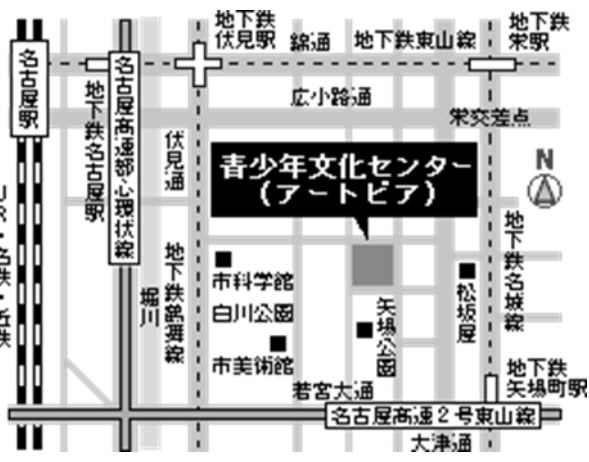 地下鉄
伏見駅
錦通
地下鉄東山線
地下鉄
栄駅
名古屋駅
地下鉄名古屋駅
名古屋高速都心環状線
広小路通
栄交差点
伏見通
青少年文化センター
(アートピア)
N
JR・名鉄・近鉄
堀川
地下鉄鶴舞線
市科学館
白川公園
市美術館
矢場公園
松坂屋
地下鉄名城線
地下鉄
矢場町駅
若宮大通
名古屋高速2号東山線
大津通